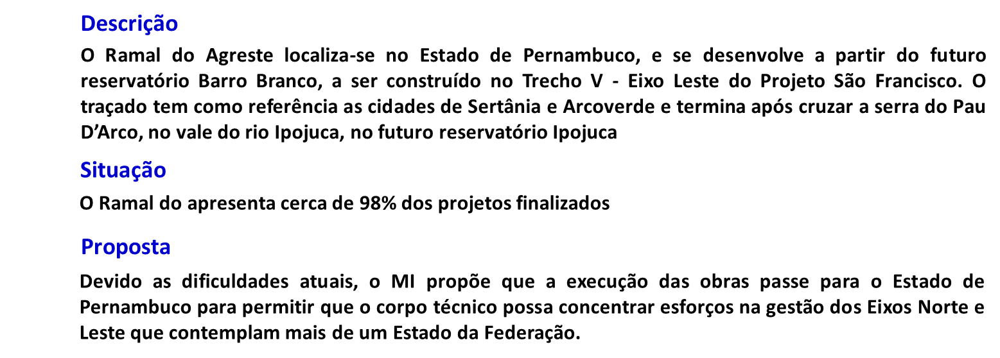 Descrição
O Ramal do Agreste localiza-se no Estado de Pernambuco, e se desenvolve a partir do futuro
reservatório Barro Branco, a ser construído no Trecho V - Eixo Leste do Projeto São Francisco. O
traçado tem como referência as cidades de Sertânia e Arcoverde e termina após cruzar a serra do Pau
D’Arco, no vale do rio Ipojuca, no futuro reservatório Ipojuca
Situação
O Ramal do apresenta cerca de 98% dos projetos finalizados
Proposta
Devido as dificuldades atuais, o MI propõe que a execução das obras passe para o Estado de
Pernambuco para permitir que o corpo técnico possa concentrar esforços na gestão dos Eixos Norte e
Leste que contemplam mais de um Estado da Federação.